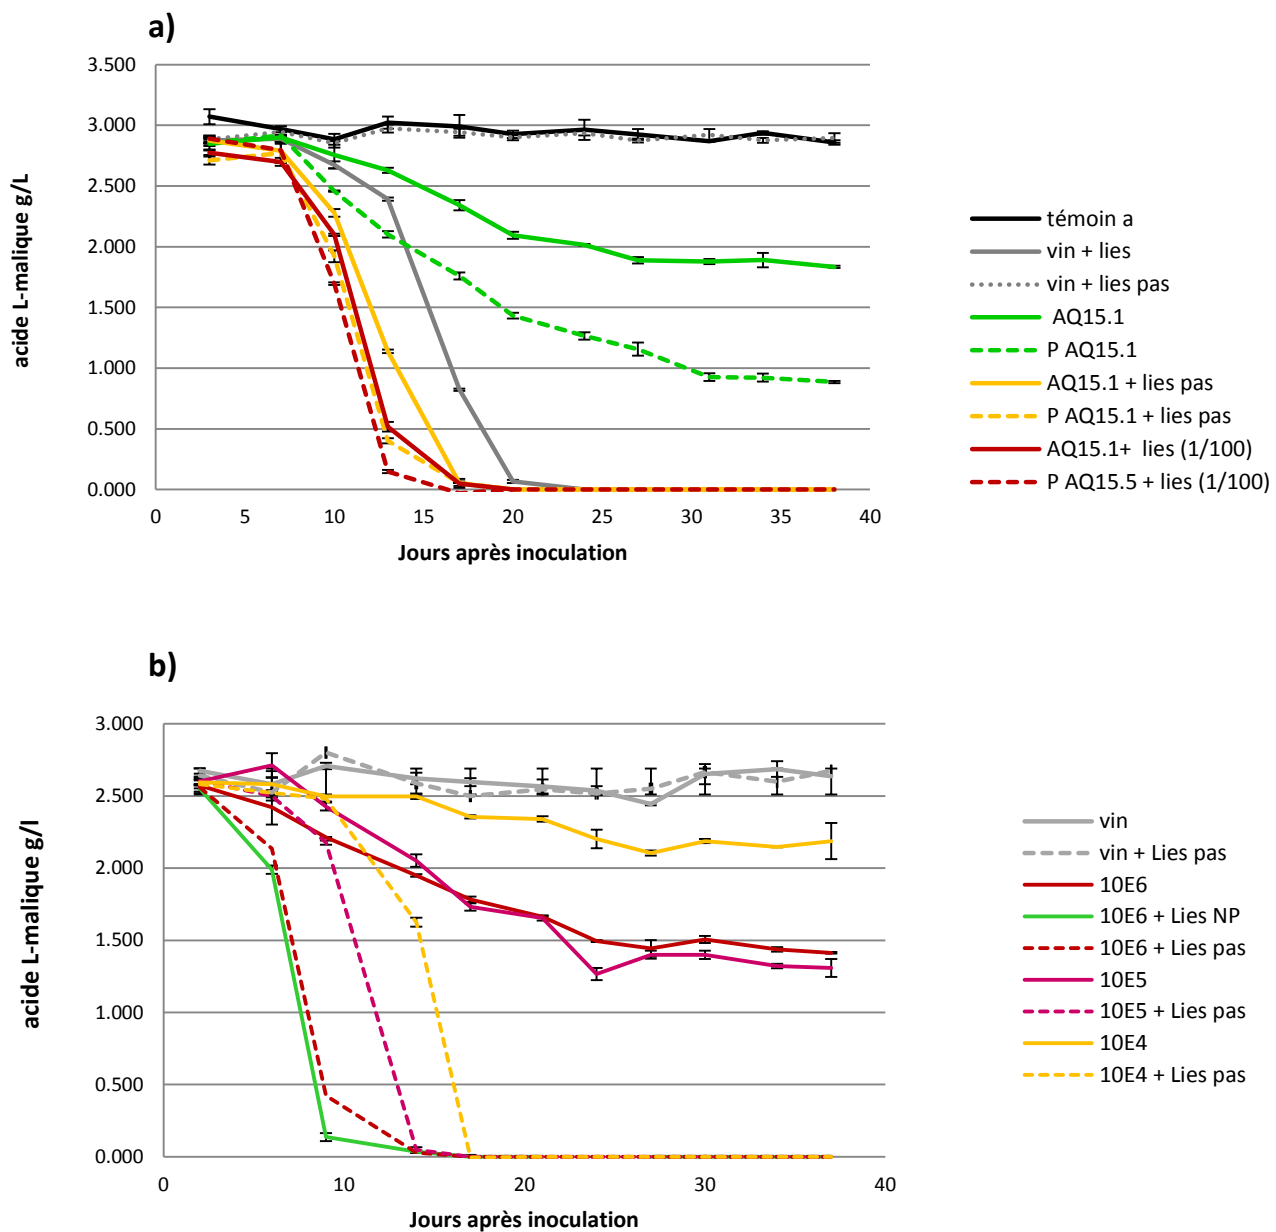 a)
acide L-malique g/L
3.500
3.000
2.500
2.000
1.500
1.000
0.500
0.000
0 5 10 15 20 25 30 35 40
Jours après inoculation
témoin a
vin + lies
vin + lies pas
AQ15.1
P AQ15.1
AQ15.1 + lies pas
P AQ15.1 + lies pas
AQ15.1+ lies (1/100)
P AQ15.5 + lies (1/100)
b)
acide L-malique g/l
3.000
2.500
2.000
1.500
1.000
0.500
0.000
0 10 20 30 40
Jours après inoculation
vin
vin + Lies pas
10E6
10E6 + Lies NP
10E6 + Lies pas
10E5
10E5 + Lies pas
10E4
10E4 + Lies pas